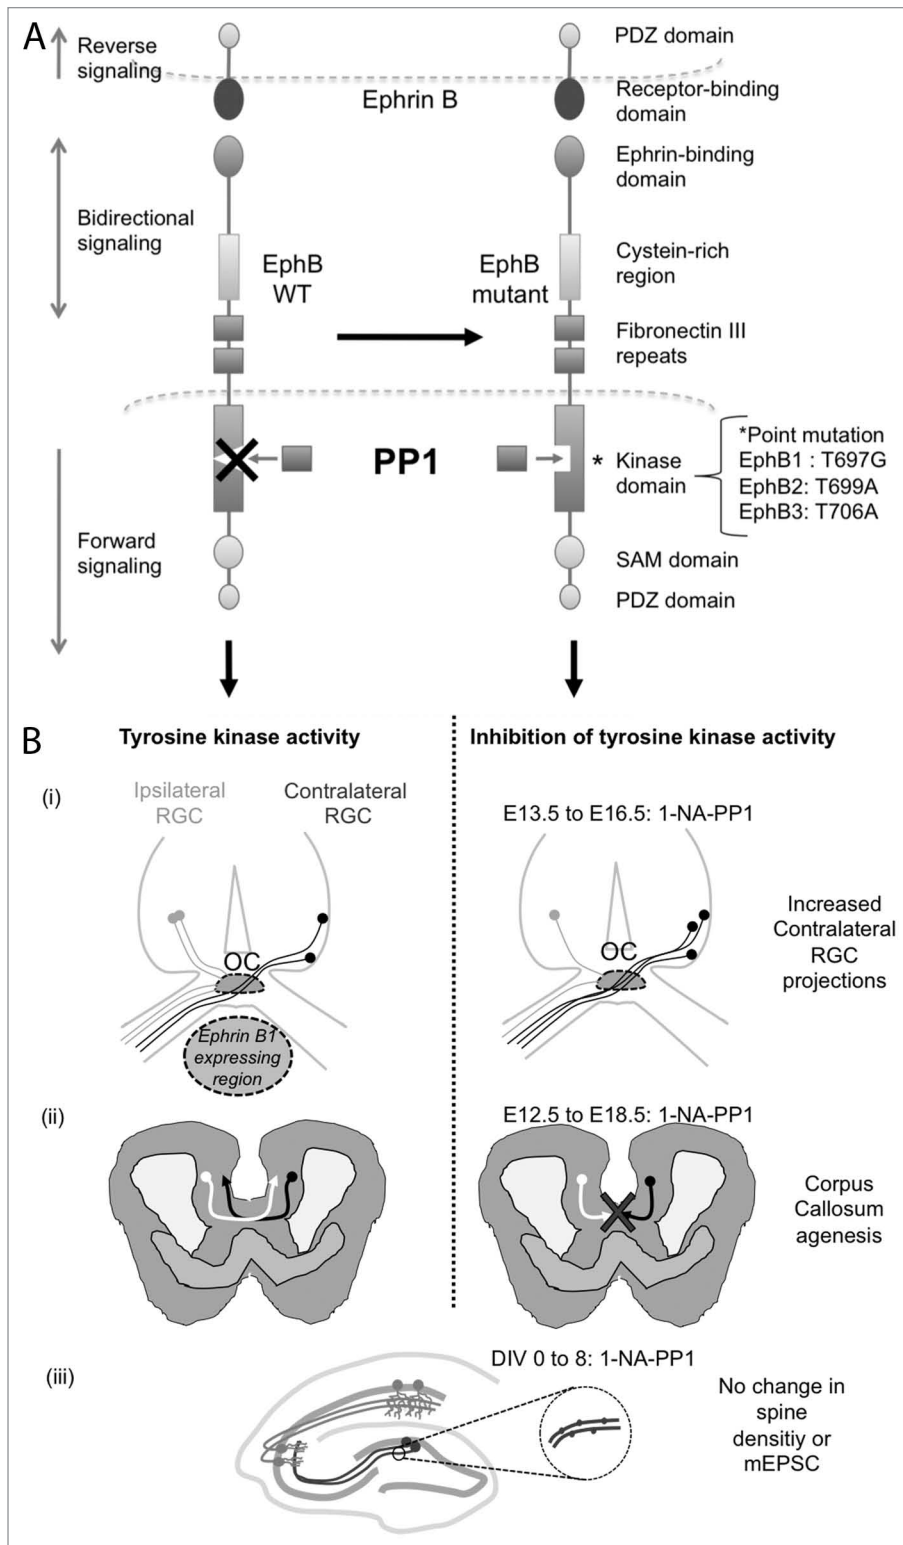 A
Reverse
signaling
PDZ domain
Ephrin B
Receptor-binding
domain
Ephrin-binding
domain
Bidirectional
signaling
EphB
WT
EphB
mutant
Cystein-rich
region
Fibronectin III
repeats
PP1
* Kinase
domain
*Point mutation
EphB1 : T697G
EphB2: T699A
EphB3: T706A
Forward
signaling
SAM domain
PDZ domain
B
Tyrosine kinase activity
Inhibition of tyrosine kinase activity
(i)
Ipsilateral
RGC
Contralateral
RGC
E13.5 to E16.5: 1-NA-PP1
OC
OC
Increased
Contralateral
RGC
projections
Ephrin B1
expressing
region
(ii)
E12.5 to E18.5: 1-NA-PP1
Corpus
Callosum
agenesis
(iii)
DIV 0 to 8: 1-NA-PP1
No change in
spine
densitiy or
mEPSC